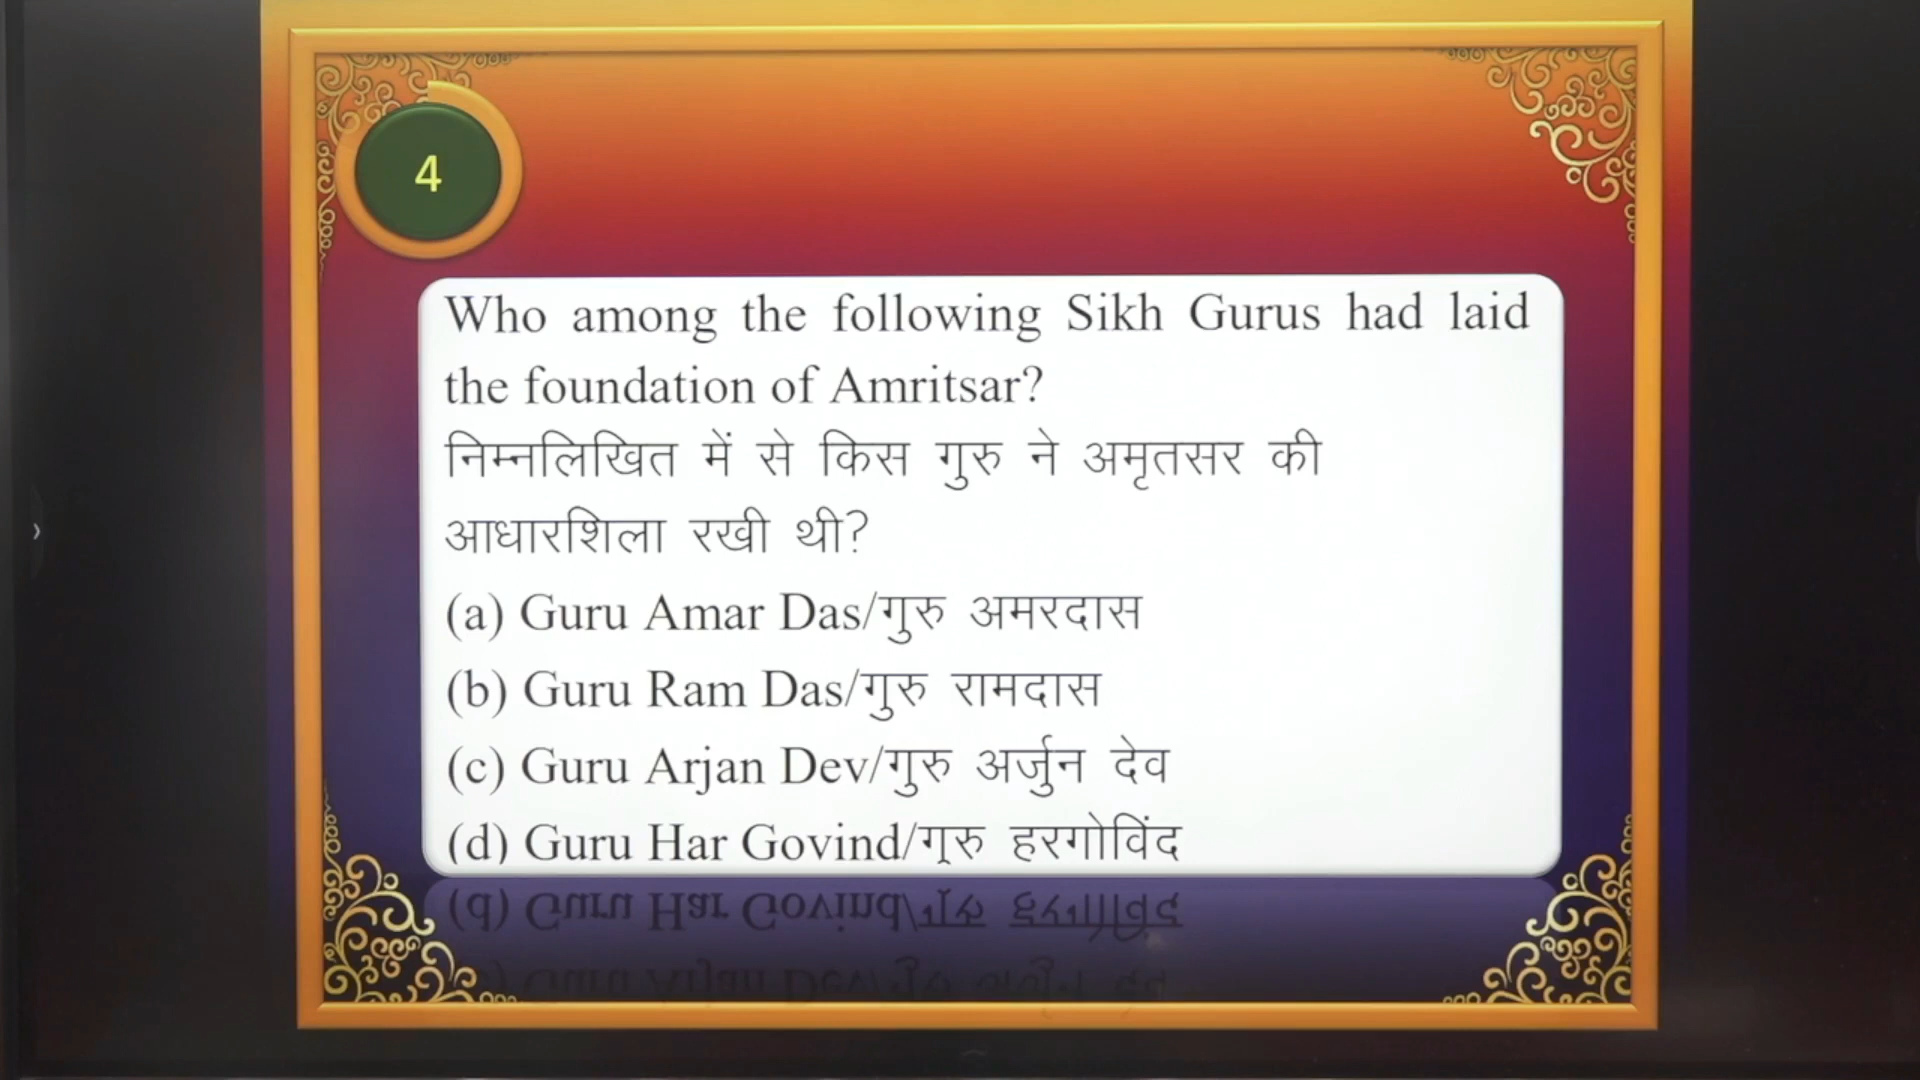 4
Who among the following Sikh Gurus had laid
the foundation of Amritsar?
निम्नलिखित में से किस गुरु ने अमृतसर की
आधारशिला रखी थी?
(a) Guru Amar Das/गुरु अमरदास
(b) Guru Ram Das/गुरु रामदास
(c) Guru Arjan Dev/गुरु अर्जुन देव
(d) Guru Har Govind/गुरु हरगोविंद